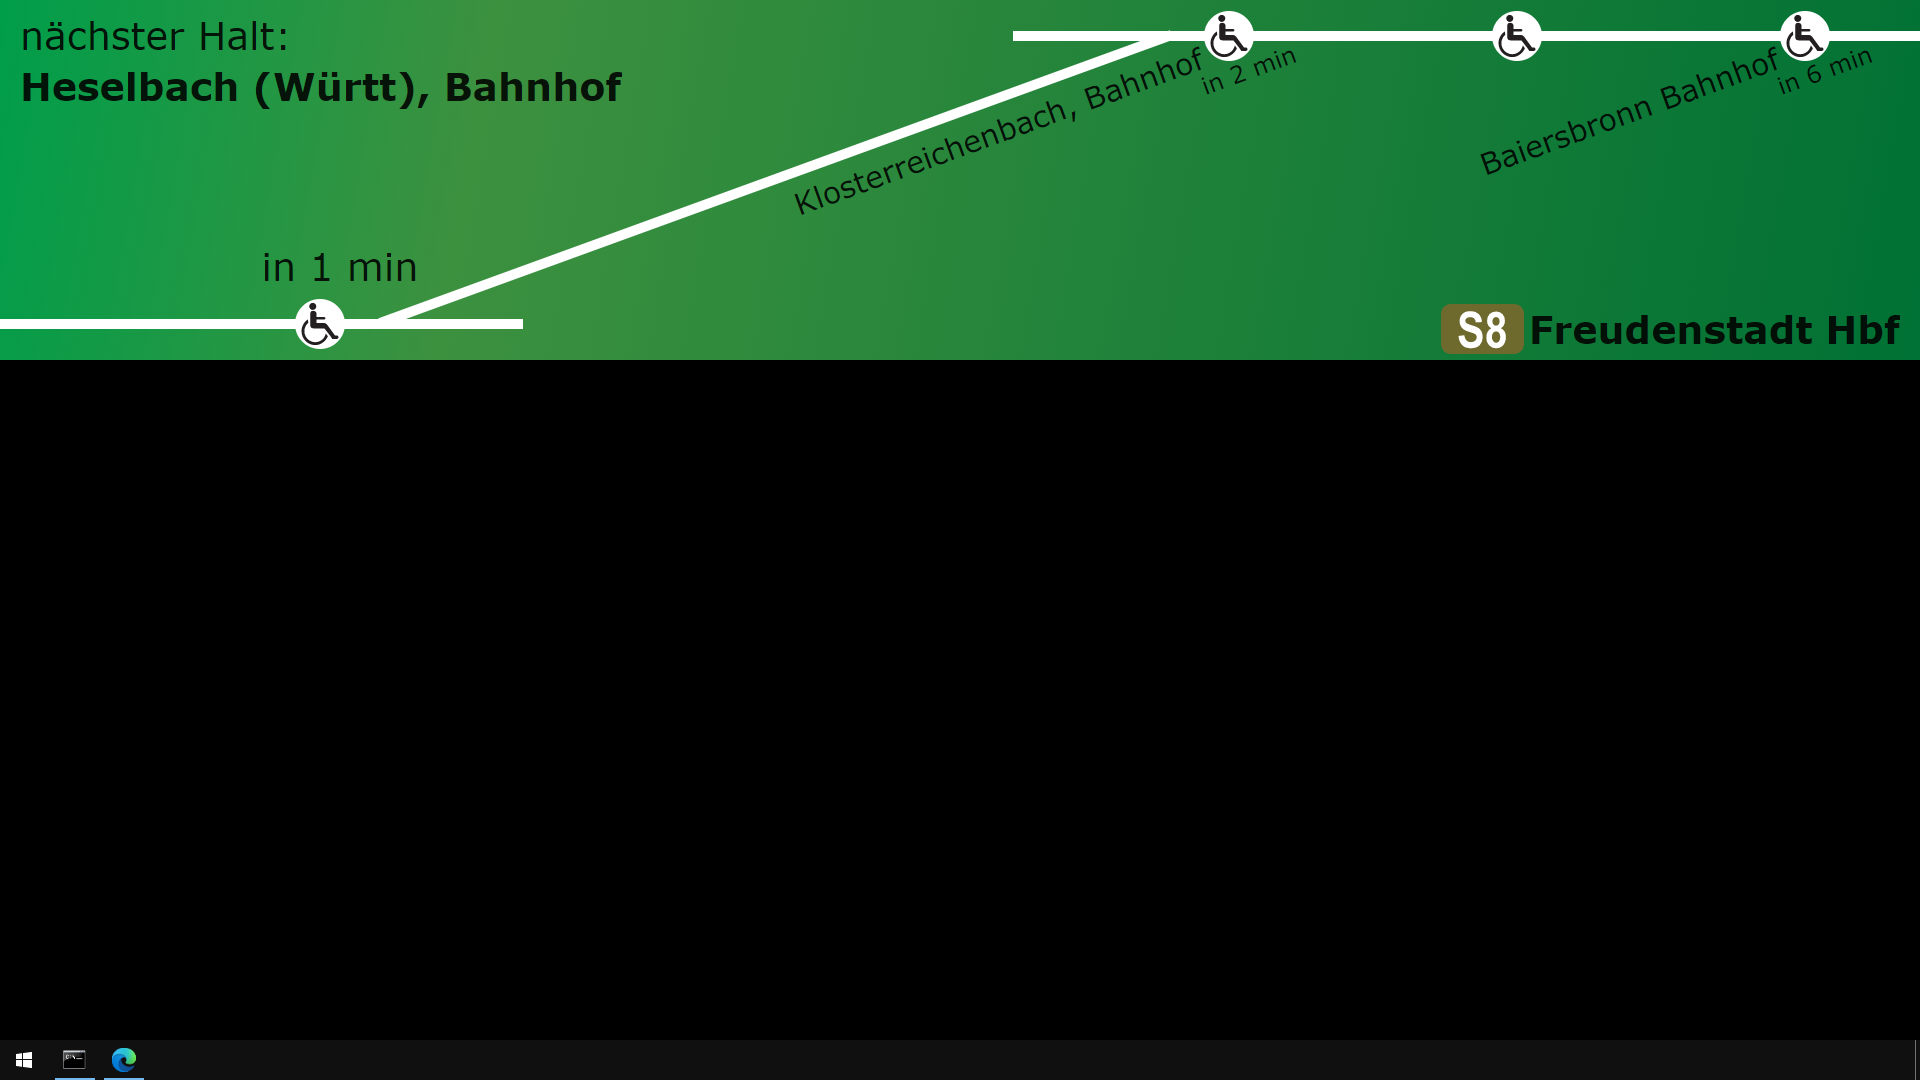 nächster Halt:
Heselbach (Württ), Bahnhof
in 1 min
Klosterreichenbach, Bahnhof
in 2 min
Baiersbronn Bahnhof
in 6 min
S8 Freudenstadt Hbf